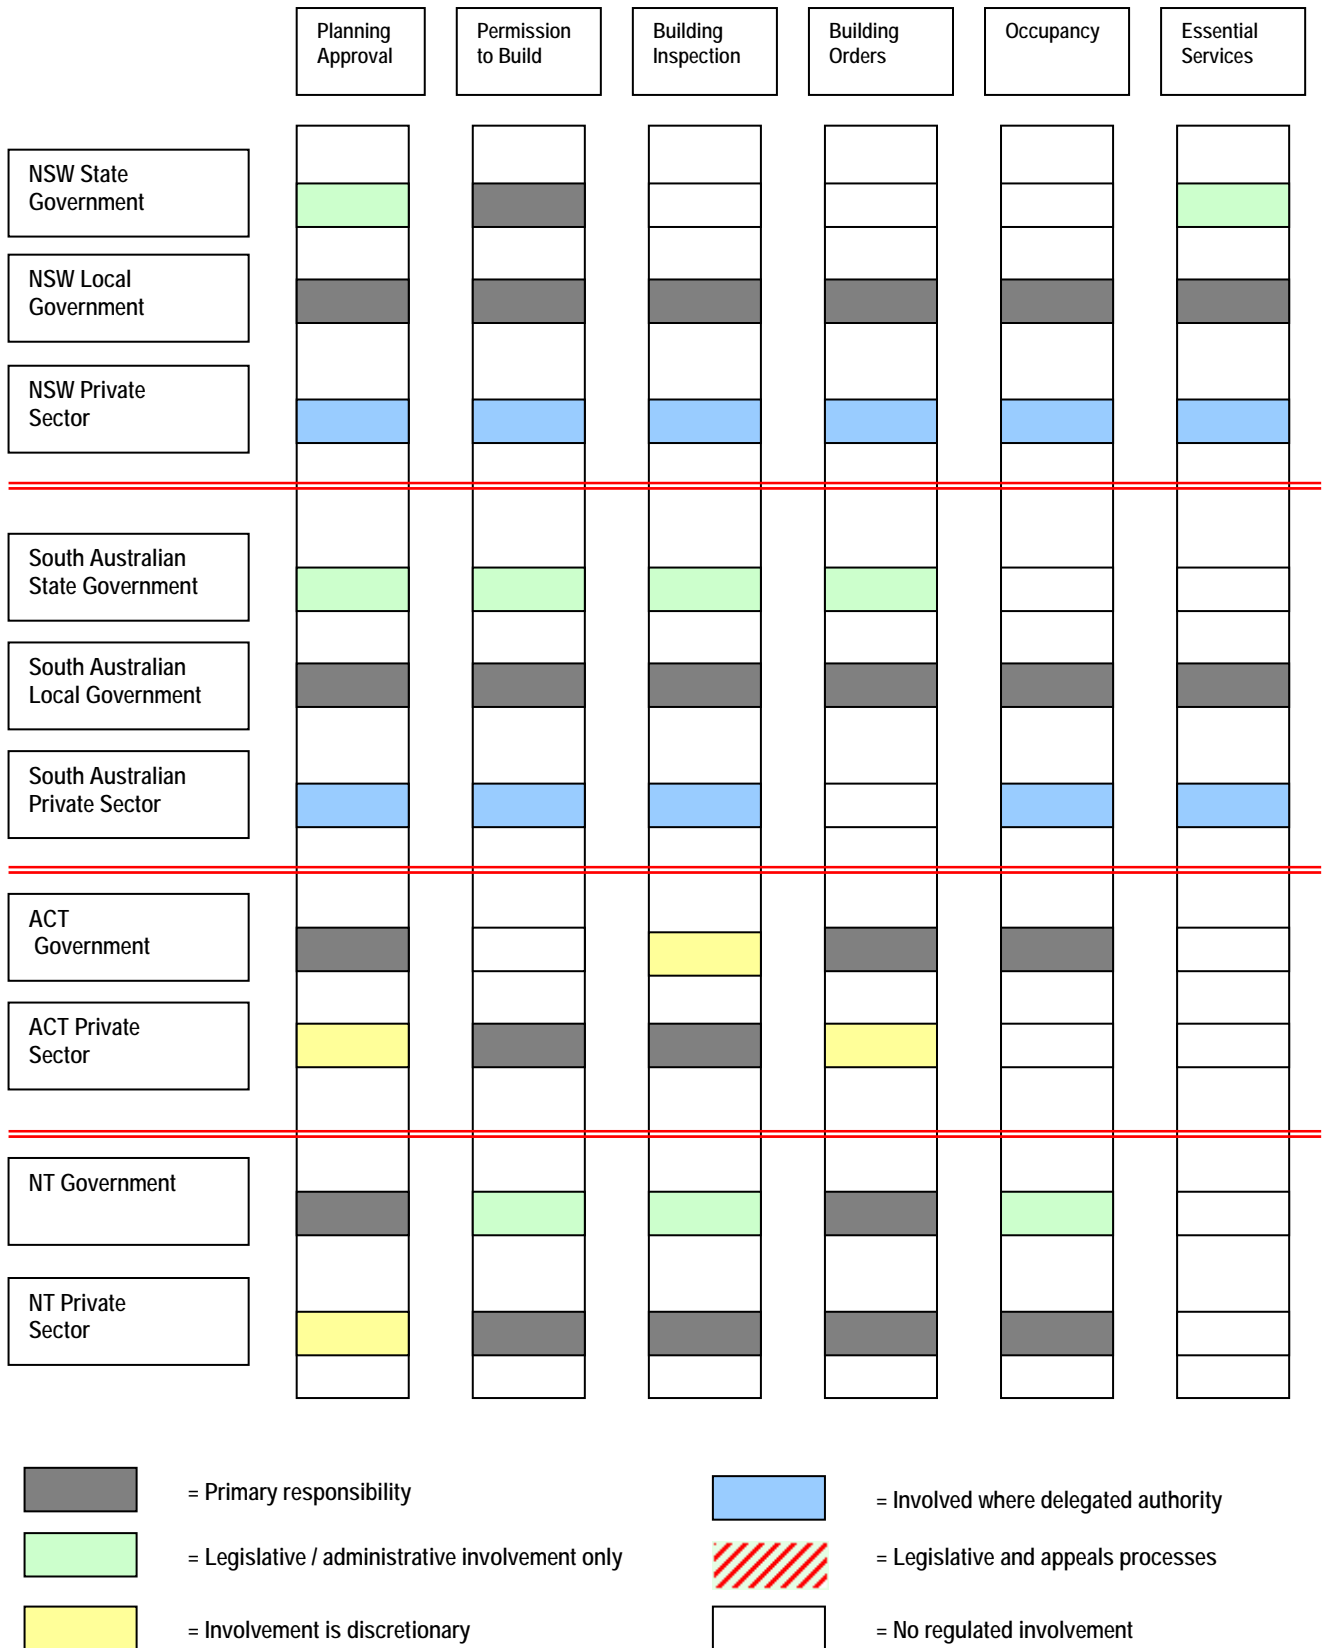 Planning
Approval
Permission
to Build
Building
Inspection
Building
Orders
Occupancy
Essential
Services
NSW State
Government
NSW Local
Government
NSW Private
Sector
South Australian
State Government
South Australian
Local Government
South Australian
Private Sector
ACT
Government
ACT Private
Sector
NT Government
NT Private
Sector
= Primary responsibility
= Involved where delegated authority
= Legislative / administrative involvement only
= Legislative and appeals processes
= Involvement is discretionary
= No regulated involvement